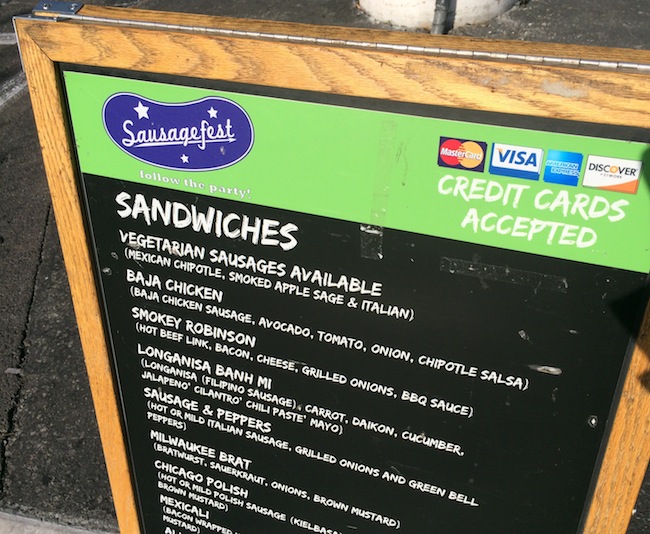 Sausagefest
follow the party!
MasterCard
VISA
AMERICAN EXPRESS
DISCOVER
NETWORK
CREDIT CARDS
ACCEPTED
SANDWICHES
VEGETARIAN SAUSAGES AVAILABLE
(MEXICAN CHIPOTLE, SMOKED APPLE SAGE & ITALIAN)
BAJA CHICKEN
(BAJA CHICKEN SAUSAGE, AVOCADO, TOMATO, ONION, CHIPOTLE SALSA)
SMOKEY ROBINSON
(HOT BEEF LINK, BACON, CHEESE, GRILLED ONIONS, BBQ SAUCE)
LONGANISA BANH MI
(LONGANISA (FILIPINO SAUSAGE), CARROT, DAIKON, CUCUMBER,
JALAPENO' CILANTRO' CHILI PASTE' MAYO)
SAUSAGE & PEPPERS
(HOT OR MILD ITALIAN SAUSAGE, GRILLED ONIONS AND GREEN BELL
PEPPERS)
MILWAUKEE BRAT
(BRATWURST, SAUERKRAUT, ONIONS, BROWN MUSTARD)
CHICAGO POLISH
(HOT OR MILD POLISH SAUSAGE (KIELBASA
BROWN MUSTARD)
MEXICALI
(BACON WRAPPED
MUSTARD)